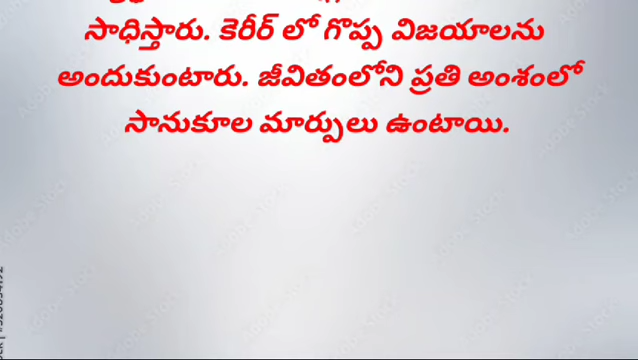 సాధిస్తారు. కెరీర్ లో గొప్ప విజయాలను
అందుకుంటారు. జీవితంలోని ప్రతి అంశంలో
సానుకూల మార్పులు ఉంటాయి.